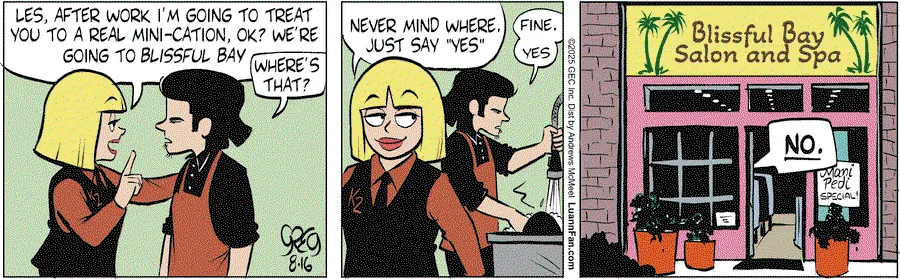 LES, AFTER WORK I'M GOING TO TREAT
YOU TO A REAL MINI-CATION, OK? WE'RE
GOING TO BLISSFUL BAY
WHERE'S
THAT?
GREG
8·16
NEVER MIND WHERE.
JUST SAY "YES"
FINE.
YES
©2025 GEC Inc. Dist by Andrews McMeel LuannFan.com
Blissful Bay
Salon and Spa
NO.
Mani
Pedi
SPECIAL!